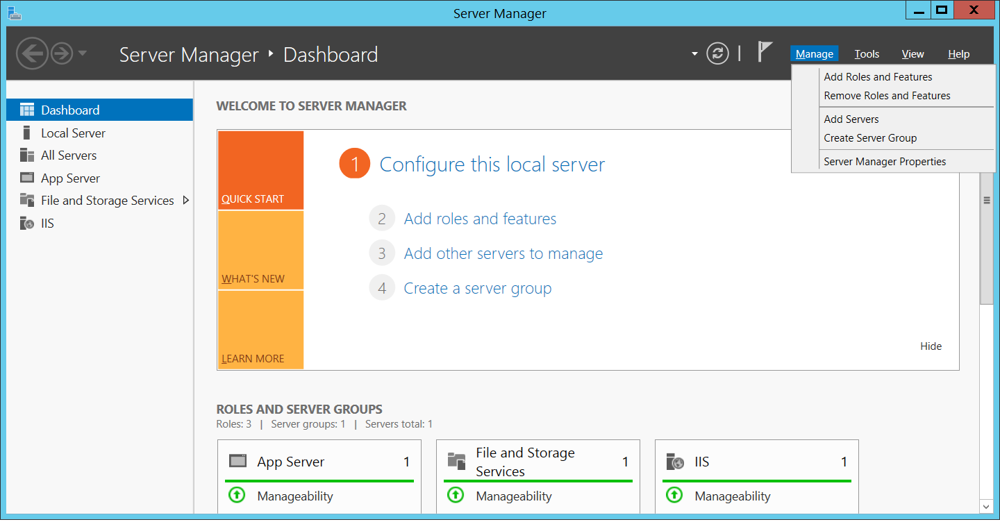 Server Manager
Server Manager Dashboard
Manage Tools View Help
Add Roles and Features
Remove Roles and Features
Add Servers
Create Server Group
Server Manager Properties
Dashboard
Local Server
All Servers
App Server
File and Storage Services
IIS
WELCOME TO SERVER MANAGER
QUICK START
WHAT'S NEW
LEARN MORE
1 Configure this local server
2 Add roles and features
3 Add other servers to manage
4 Create a server group
Hide
ROLES AND SERVER GROUPS
Roles: 3 | Server groups: 1 | Servers total: 1
App Server 1
Manageability
File and Storage
Services 1
Manageability
IIS 1
Manageability